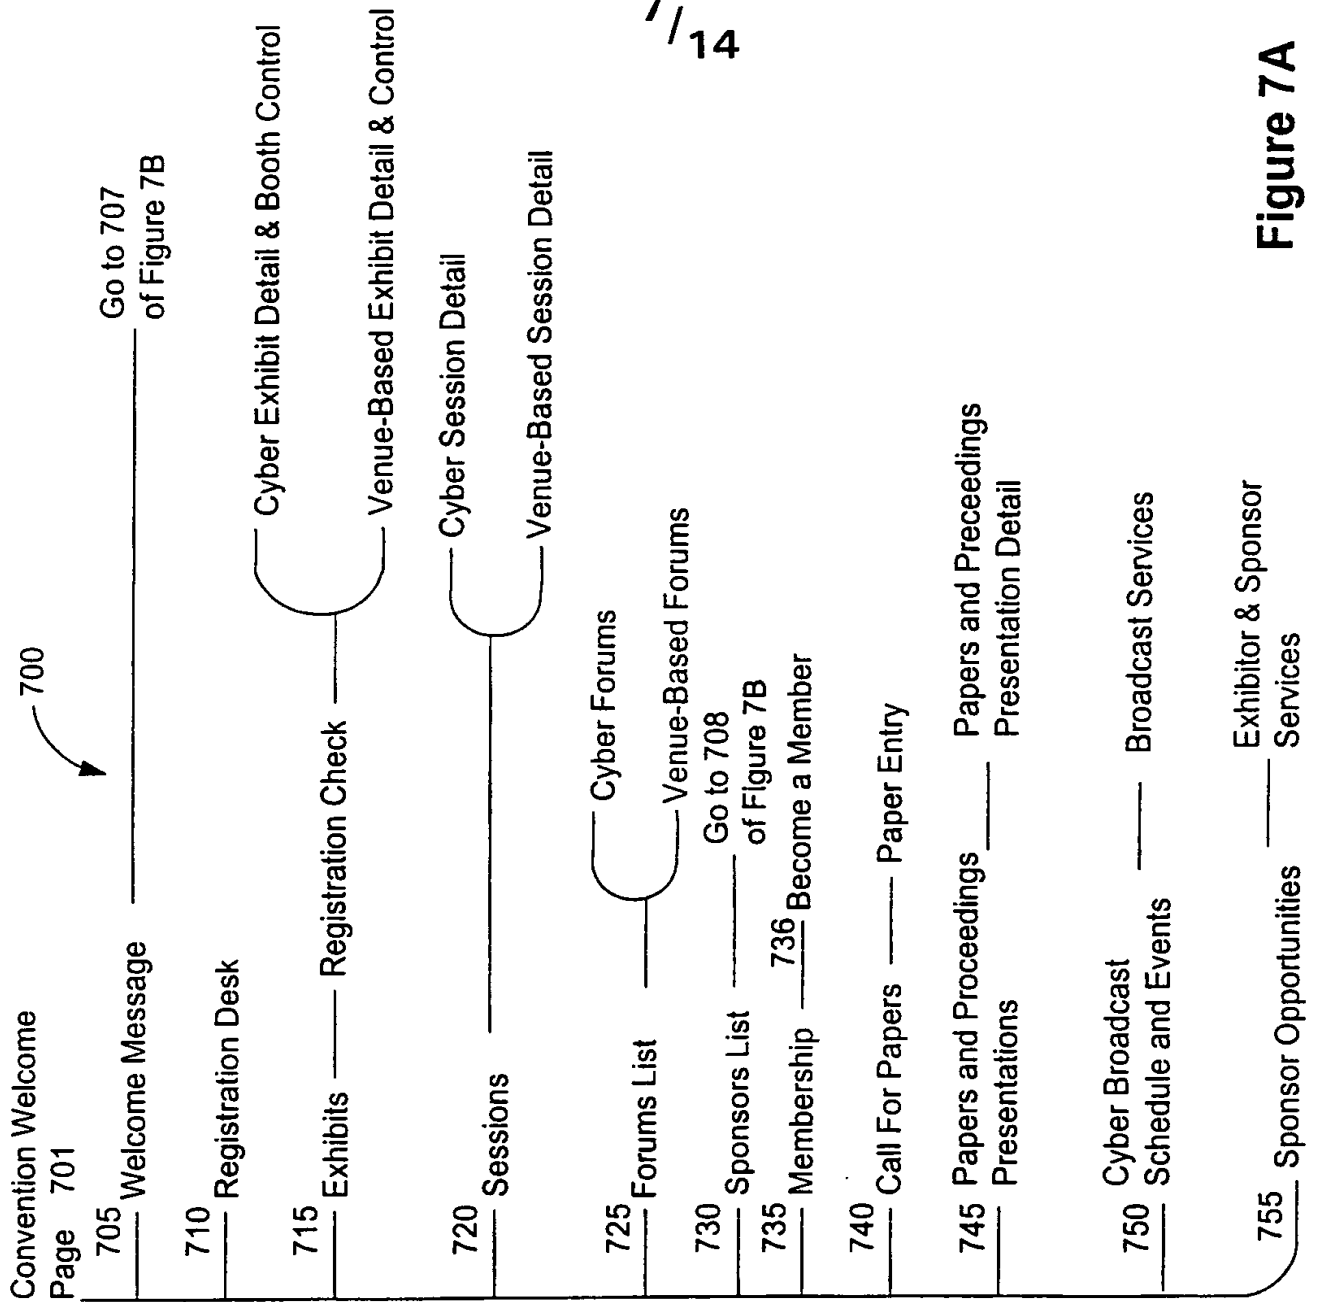 7/14
700
Convention Welcome
Page 701
705
Welcome Message
Go to 707
of Figure 7B
710
Registration Desk
715
Exhibits
Registration Check
Cyber Exhibit Detail & Booth Control
Venue-Based Exhibit Detail & Control
720
Sessions
Cyber Session Detail
Venue-Based Session Detail
725
Forums List
Cyber Forums
Venue-Based Forums
730
Sponsors List
Go to 708
of Figure 7B
735
Membership
736
Become a Member
740
Call For Papers
Paper Entry
745
Papers and Proceedings
Presentations
Papers and Preceedings
Presentation Detail
750
Cyber Broadcast
Schedule and Events
Broadcast Services
755
Sponsor Opportunities
Exhibitor & Sponsor
Services
Figure 7A